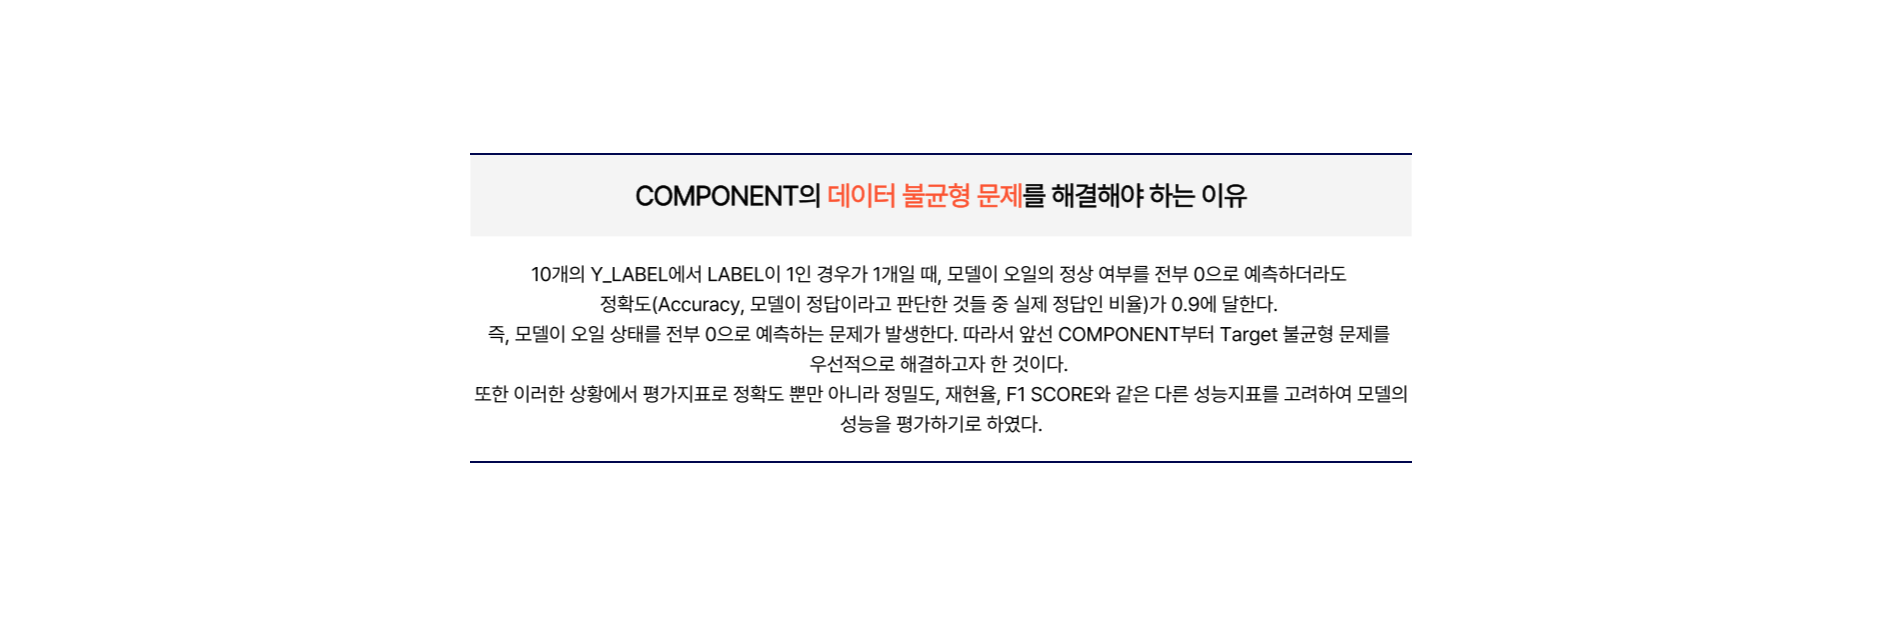 COMPONENT의 데이터 불균형 문제를 해결해야 하는 이유
10개의 Y_LABEL에서 LABEL이 1인 경우가 1개일 때, 모델이 오일의 정상 여부를 전부 0으로 예측하더라도
정확도(Accuracy, 모델이 정답이라고 판단한 것들 중 실제 정답인 비율)가 0.9에 달한다.
즉, 모델이 오일 상태를 전부 0으로 예측하는 문제가 발생한다. 따라서 앞선 COMPONENT부터 Target 불균형 문제를
우선적으로 해결하고자 한 것이다.
또한 이러한 상황에서 평가지표로 정확도 뿐만 아니라 정밀도, 재현율, F1 SCORE와 같은 다른 성능지표를 고려하여 모델의
성능을 평가하기로 하였다.